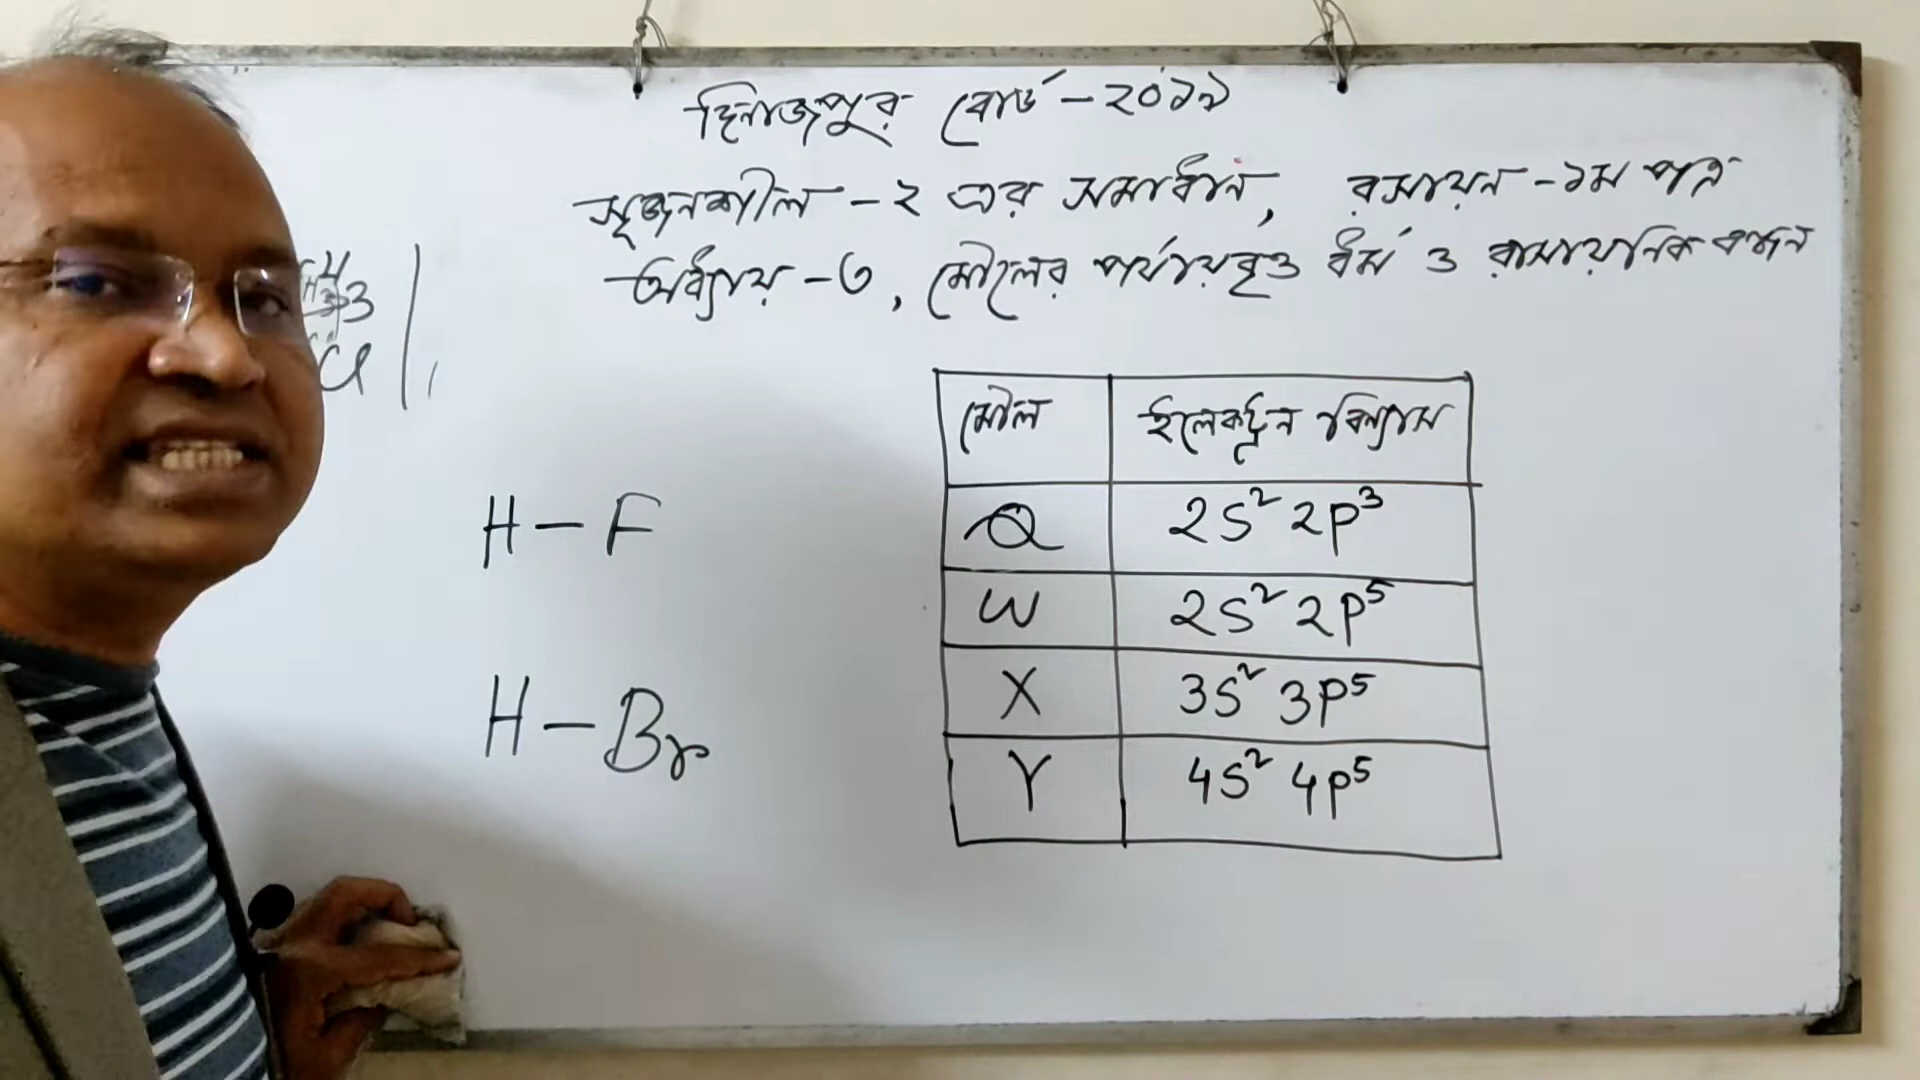 দিনাজপুর বোর্ড - ২০১৯
সৃজনশীল - ২ এর সমাধান, রসায়ন - ১ম পত্র
অধ্যায় - ৩, মৌলের পর্যায়বৃত্ত ধর্ম ও রাসায়নিক বন্ধন
মৌল ইলেকট্রন বিন্যাস
Q 2S² 2P³
W 2S² 2P⁵
X 3S² 3P⁵
Y 4S² 4P⁵
H - F
H - Br